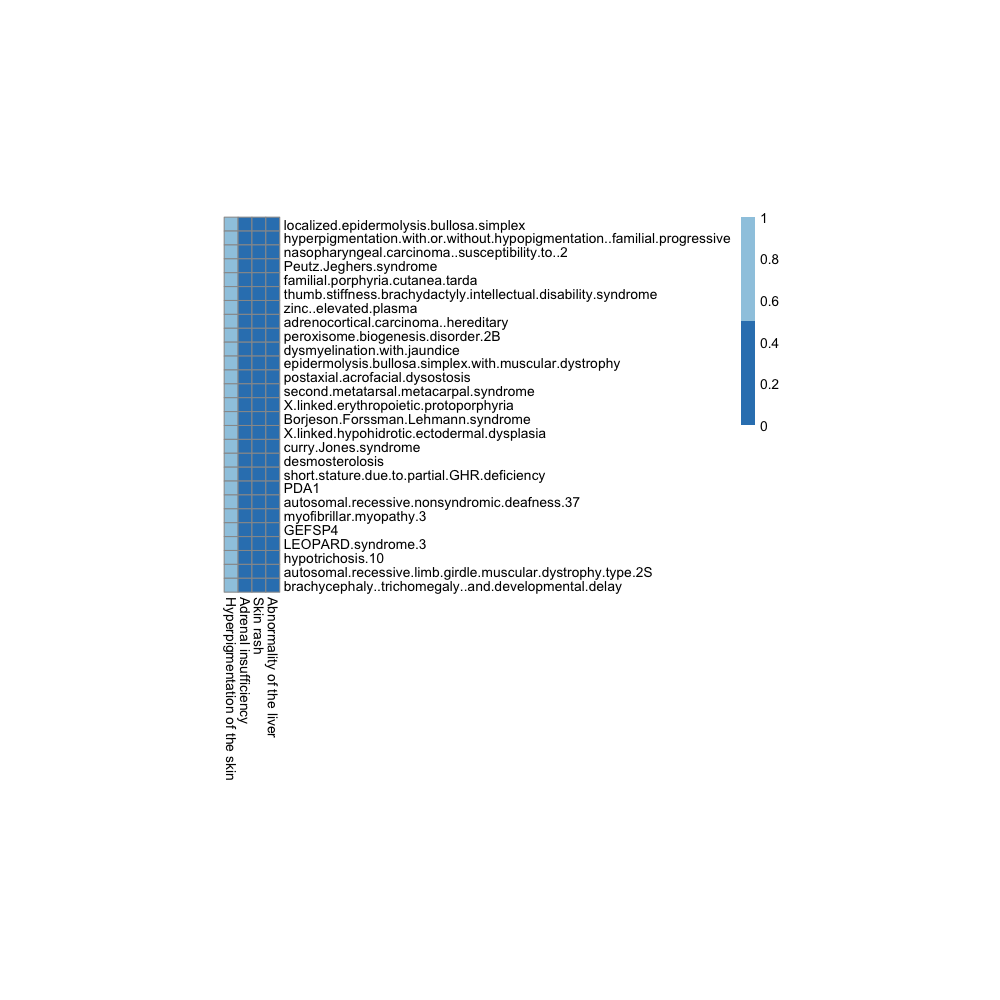 localized.epidermolysis.bullosa.simplex
hyperpigmentation.with.or.without.hypopigmentation..familial.progressive
nasopharyngeal.carcinoma..susceptibility.to..2
Peutz.Jeghers.syndrome
familial.porphyria.cutanea.tarda
thumb.stiffness.brachydactyly.intellectual.disability.syndrome
zinc..elevated.plasma
adrenocortical.carcinoma..hereditary
peroxisome.biogenesis.disorder.2B
dysmyelination.with.jaundice
epidermolysis.bullosa.simplex.with.muscular.dystrophy
postaxial.acrofacial.dysostosis
second.metatarsal.metacarpal.syndrome
X.linked.erythropoietic.protoporphyria
Borjeson.Forssman.Lehmann.syndrome
X.linked.hypohidrotic.ectodermal.dysplasia
curry.Jones.syndrome
desmosterolosis
short.stature.due.to.partial.GHR.deficiency
PDA1
autosomal.recessive.nonsyndromic.deafness.37
myofibrillar.myopathy.3
GEFSP4
LEOPARD.syndrome.3
hypotrichosis.10
autosomal.recessive.limb.girdle.muscular.dystrophy.type.2S
brachycephaly..trichomegaly..and.developmental.delay
Hyperpigmentation of the skin
Adrenal insufficiency
Skin rash
Abnormality of the liver
1
0.8
0.6
0.4
0.2
0